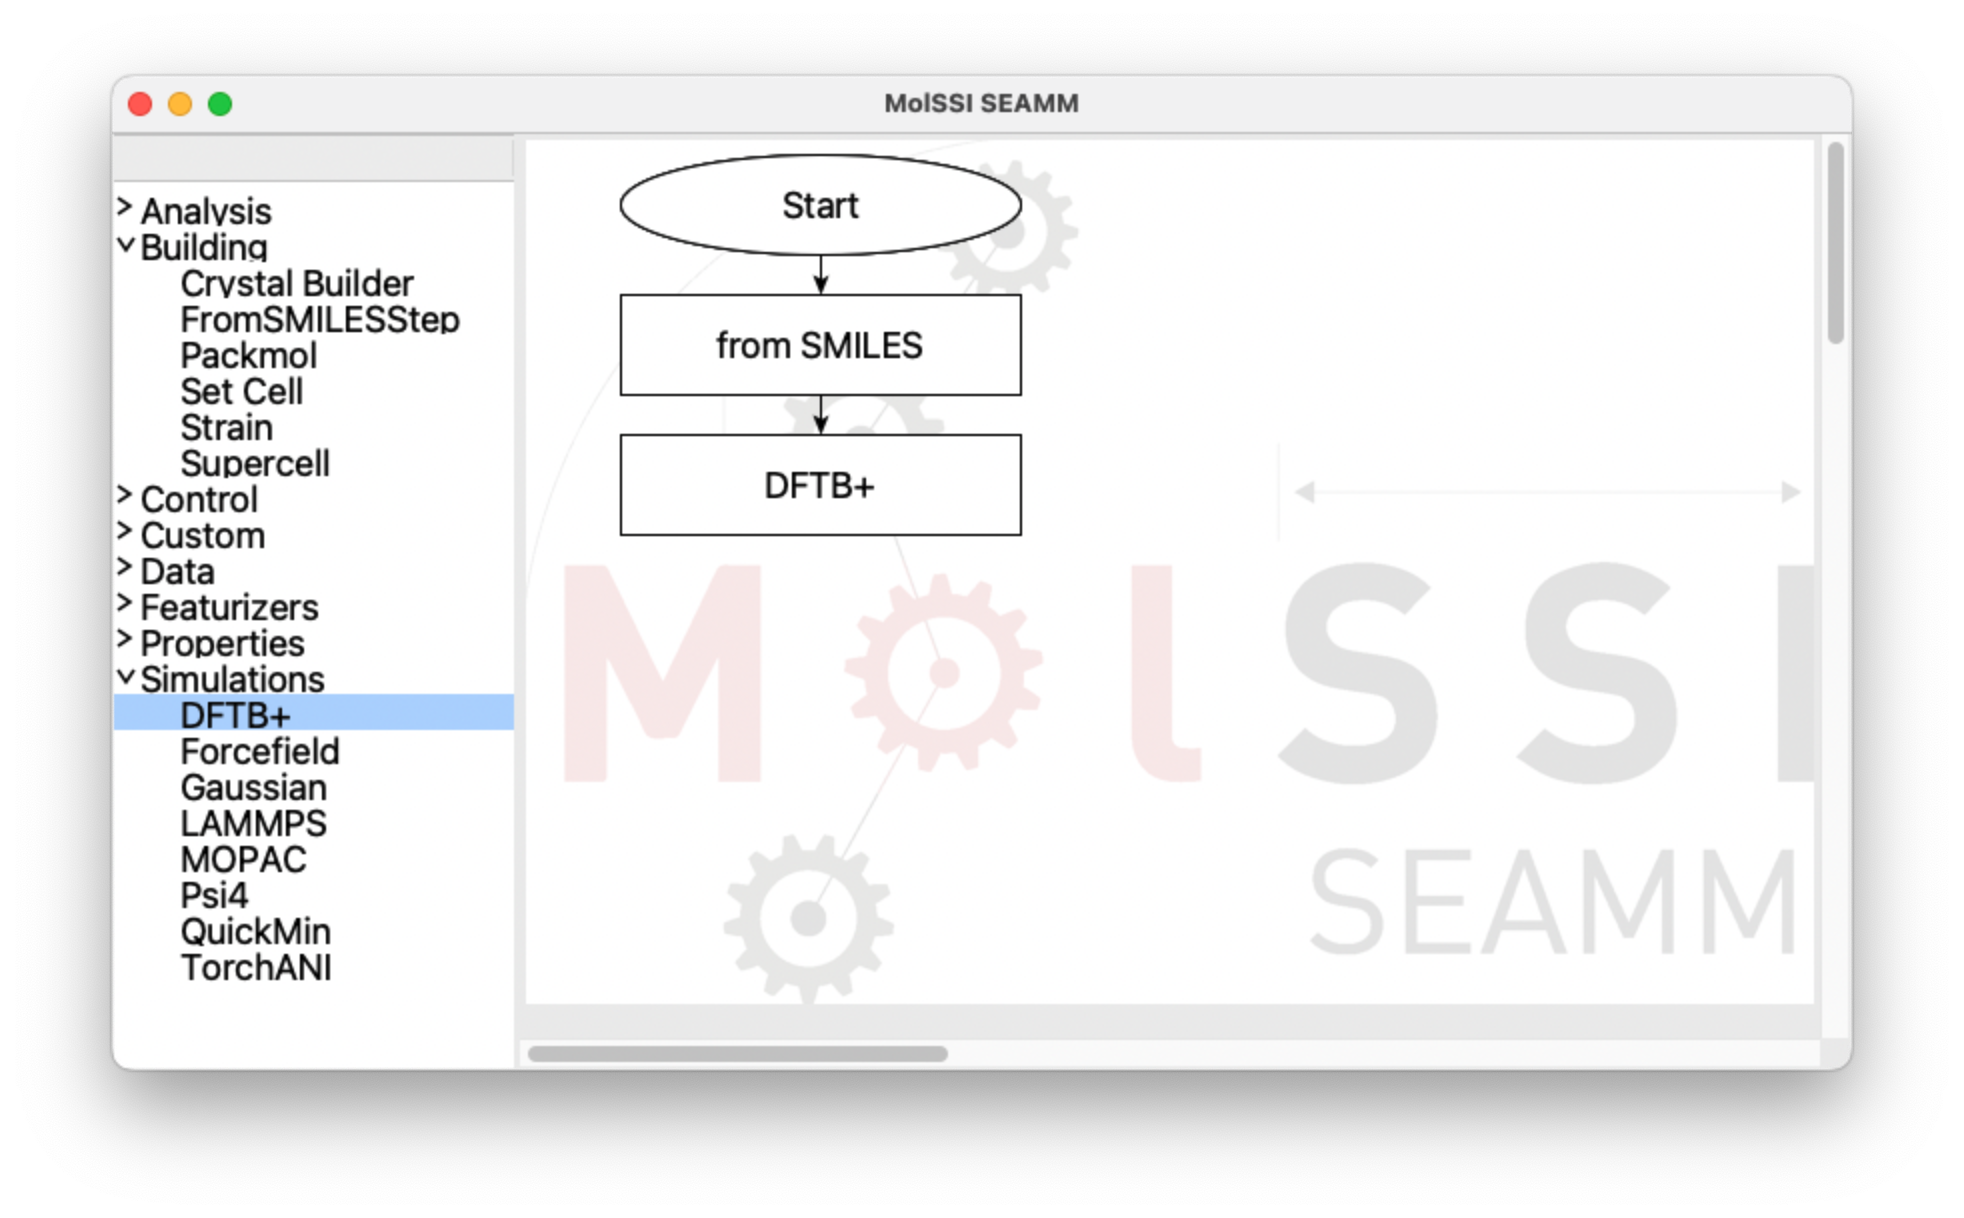 MolSSI SEAMM
> Analysis
Building
Crystal Builder
FromSMILESStep
Packmol
Set Cell
Strain
Supercell
> Control
> Custom
> Data
> Featurizers
> Properties
Simulations
DFTB+
Forcefield
Gaussian
LAMMPS
MOPAC
Psi4
QuickMin
TorchANI
Start
from SMILES
DFTB+
MolSSI
SEAMM